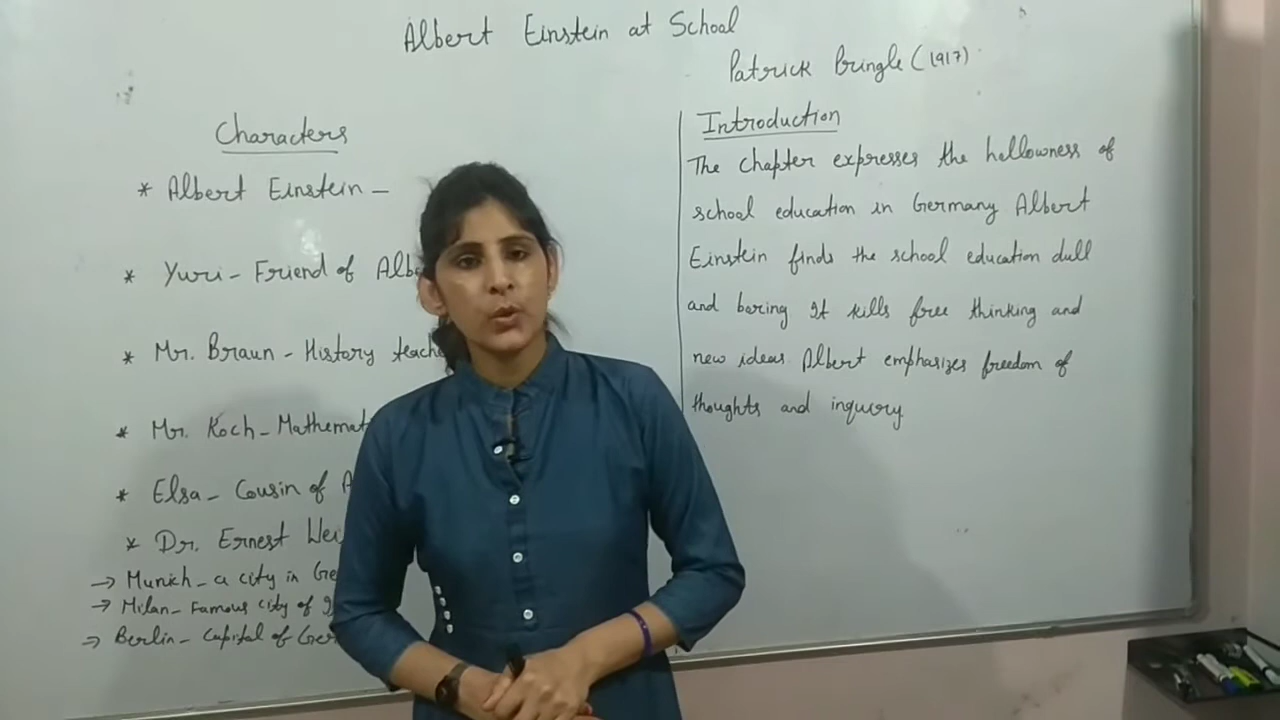 Albert Einstein at School
Patrick Pringle (1917)
Characters
* Albert Einstein -
* Yuri - Friend of Alb
* Mr. Braun - History teache
* Mr. Koch - Mathemat
* Elsa - Cousin of A
* Dr. Ernest Wei
→ Munich - a city in Ge
→ Milan - Famous city of I
→ Berlin - Capital of Ger
Introduction
The chapter expresses the hollowness of
school education in Germany Albert
Einstein finds the school education dull
and boring It kills free thinking and
new ideas. Albert emphasizes freedom of
thoughts and inquiry